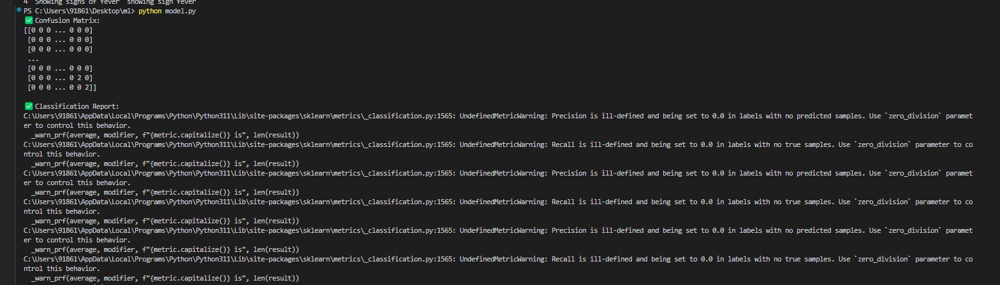 4  Showing signs of fever  showing sign fever
PS C:\Users\91861\Desktop\ml> python model.py
✅ Confusion Matrix:
[[0 0 0 ... 0 0 0]
 [0 0 0 ... 0 0 0]
 [0 0 0 ... 0 0 0]
 ...
 [0 0 0 ... 0 0 0]
 [0 0 0 ... 0 2 0]
 [0 0 0 ... 0 0 2]]
✅ Classification Report:
C:\Users\91861\AppData\Local\Programs\Python\Python311\Lib\site-packages\sklearn\metrics\_classification.py:1565: UndefinedMetricWarning: Precision is ill-defined and being set to 0.0 in labels with no predicted samples. Use `zero_division` paramet
er to control this behavior.
  _warn_prf(average, modifier, f"{metric.capitalize()} is", len(result))
C:\Users\91861\AppData\Local\Programs\Python\Python311\Lib\site-packages\sklearn\metrics\_classification.py:1565: UndefinedMetricWarning: Recall is ill-defined and being set to 0.0 in labels with no true samples. Use `zero_division` parameter to co
ntrol this behavior.
  _warn_prf(average, modifier, f"{metric.capitalize()} is", len(result))
C:\Users\91861\AppData\Local\Programs\Python\Python311\Lib\site-packages\sklearn\metrics\_classification.py:1565: UndefinedMetricWarning: Precision is ill-defined and being set to 0.0 in labels with no predicted samples. Use `zero_division` paramet
er to control this behavior.
  _warn_prf(average, modifier, f"{metric.capitalize()} is", len(result))
C:\Users\91861\AppData\Local\Programs\Python\Python311\Lib\site-packages\sklearn\metrics\_classification.py:1565: UndefinedMetricWarning: Recall is ill-defined and being set to 0.0 in labels with no true samples. Use `zero_division` parameter to co
ntrol this behavior.
  _warn_prf(average, modifier, f"{metric.capitalize()} is", len(result))
C:\Users\91861\AppData\Local\Programs\Python\Python311\Lib\site-packages\sklearn\metrics\_classification.py:1565: UndefinedMetricWarning: Precision is ill-defined and being set to 0.0 in labels with no predicted samples. Use `zero_division` paramet
er to control this behavior.
  _warn_prf(average, modifier, f"{metric.capitalize()} is", len(result))
C:\Users\91861\AppData\Local\Programs\Python\Python311\Lib\site-packages\sklearn\metrics\_classification.py:1565: UndefinedMetricWarning: Recall is ill-defined and being set to 0.0 in labels with no true samples. Use `zero_division` parameter to co
ntrol this behavior.
  _warn_prf(average, modifier, f"{metric.capitalize()} is", len(result))